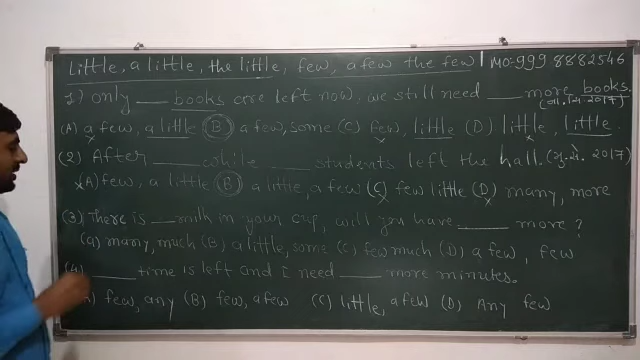 Little, a little, the little, few, a few the few | MO-999 8882546
1) Only ___ books are left now, we still need ___ more books.
(A) a few, a little (B) a few, some (C) few, little (D) little, little.
(2) After ___ while ___ students left the hall. 2017)
(A) few, a little (B) a little, a few (C) few little (D) many, more
(3) There is ___ milk in your cup, will you have ___ more?
(a) many, much (B) a little, some (C) few much (D) a few, few
(4) ___ time is left and I need ___ more minutes.
few, any (B) few, a few (C) little, a few (D) Any few